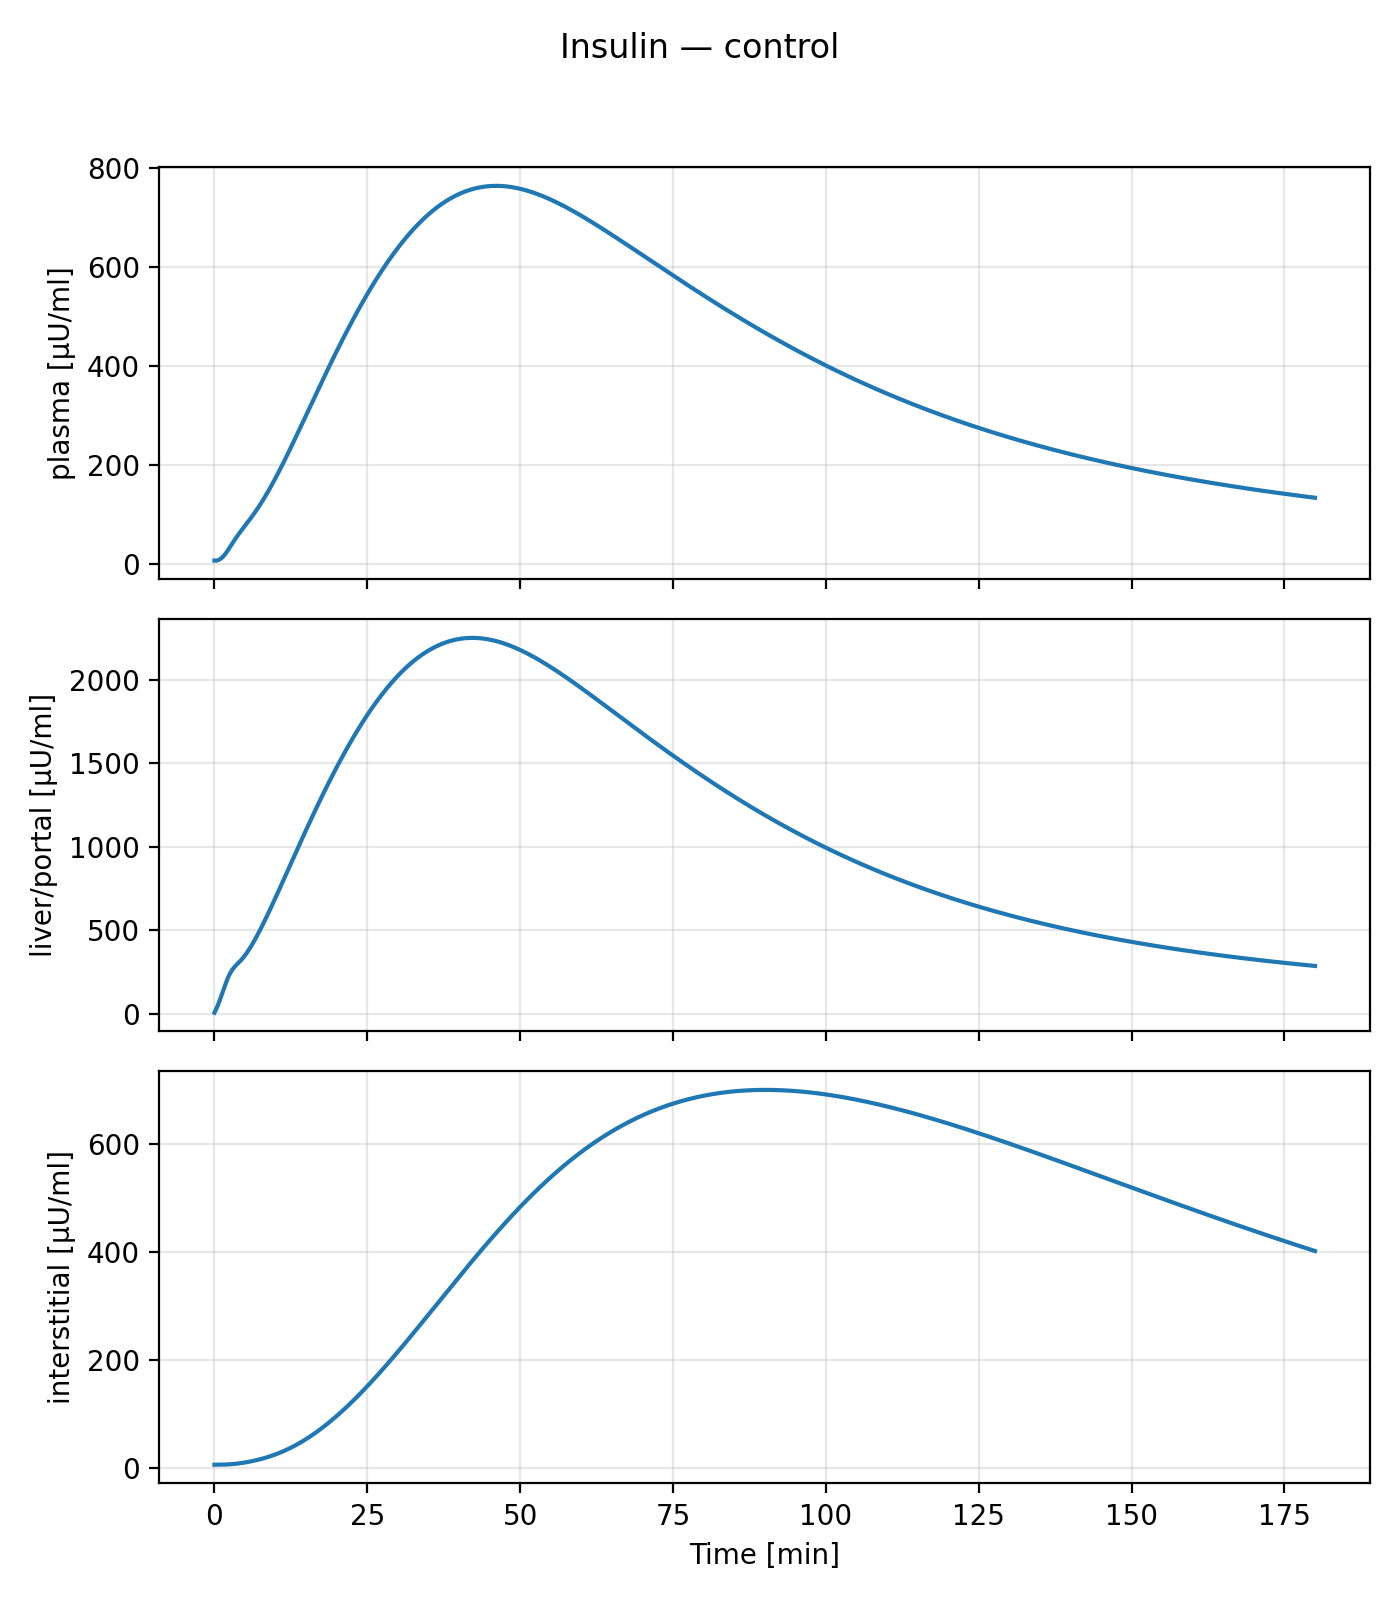 Insulin — control
800
600
400
200
0
plasma [µU/ml]
2000
1500
1000
500
0
liver/portal [µU/ml]
600
400
200
0
interstitial [µU/ml]
0 25 50 75 100 125 150 175
Time [min]